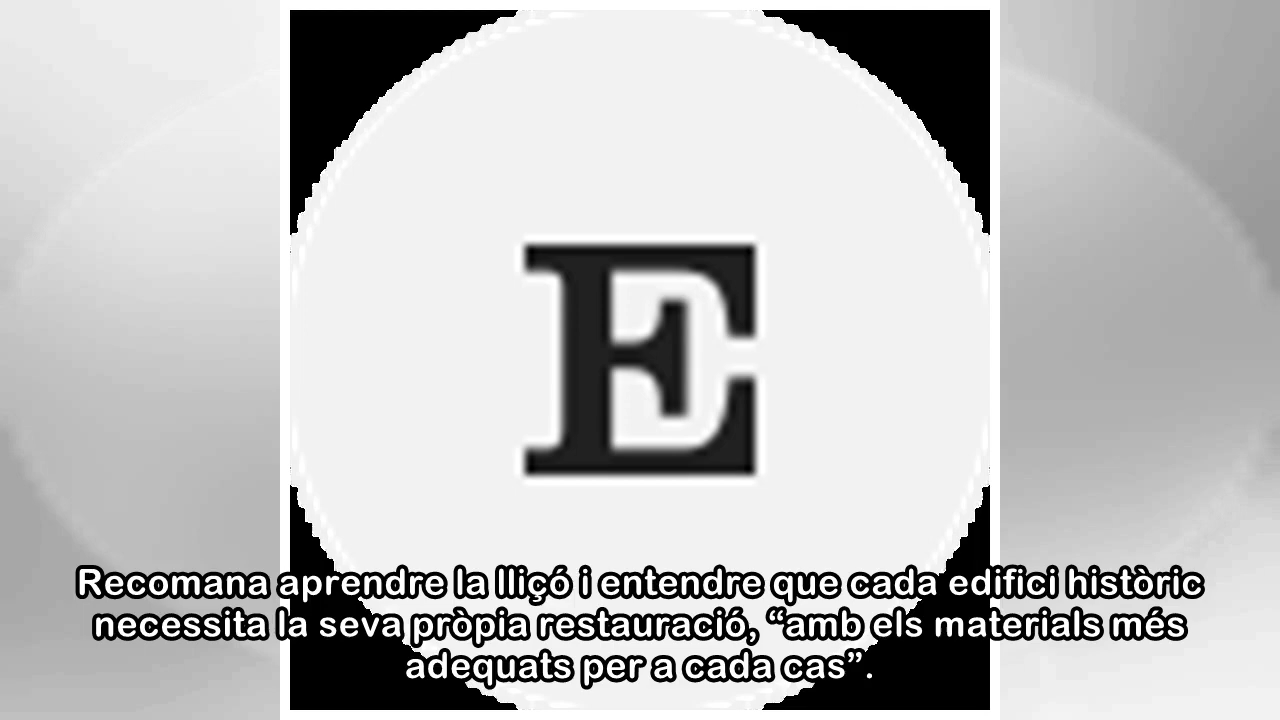 E
Recomana aprendre la lliçó i entendre que cada edifici històric
necessita la seva pròpia restauració, “amb els materials més
adequats per a cada cas”.